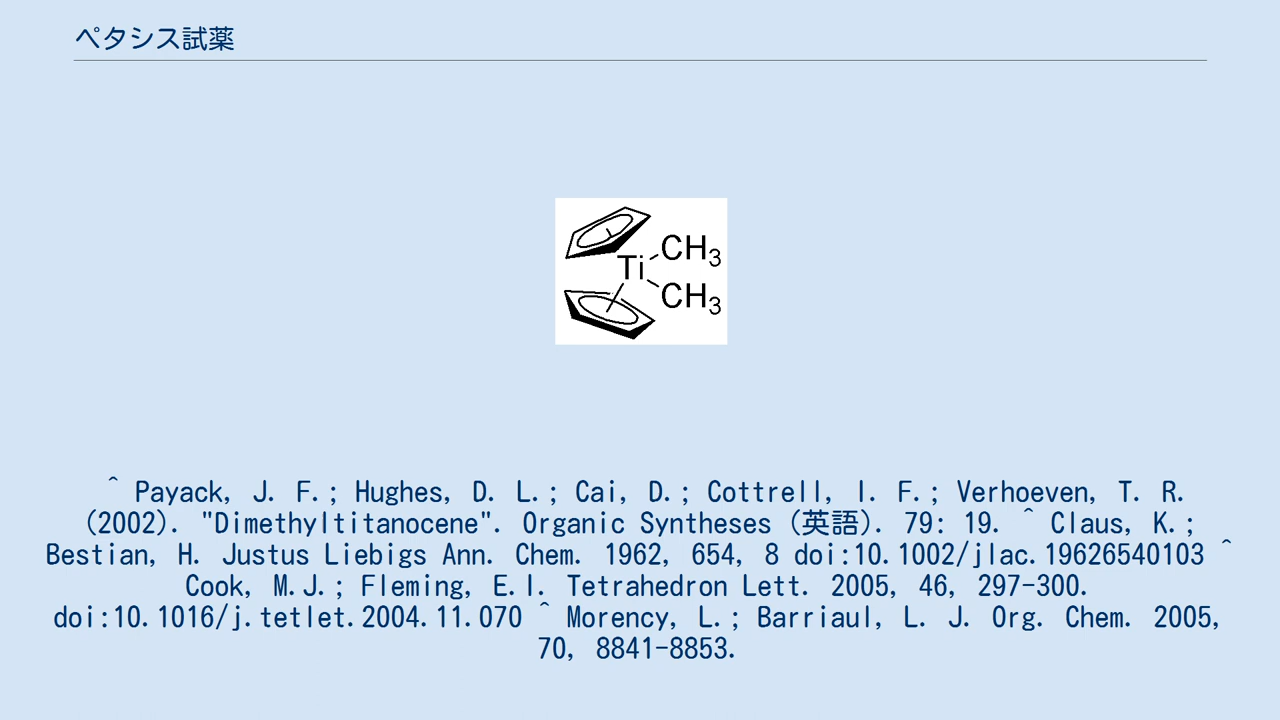 ペタシス試薬
CH3
Ti
CH3
^ Payack, J. F.; Hughes, D. L.; Cai, D.; Cottrell, I. F.; Verhoeven, T. R.
(2002). "Dimethyltitanocene". Organic Syntheses (英語). 79: 19. ^ Claus, K.;
Bestian, H. Justus Liebigs Ann. Chem. 1962, 654, 8 doi:10.1002/jlac.19626540103 ^
Cook, M.J.; Fleming, E.I. Tetrahedron Lett. 2005, 46, 297-300.
doi:10.1016/j.tetlet.2004.11.070 ^ Morency, L.; Barriaul, L. J. Org. Chem. 2005,
70, 8841-8853.